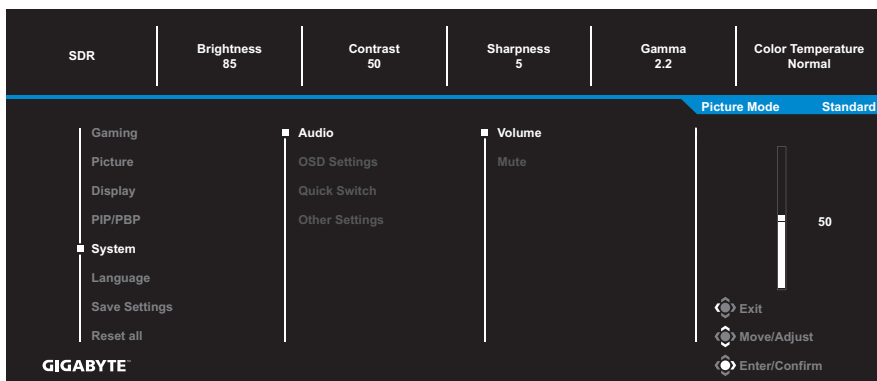 SDR
Brightness
85
Contrast
50
Sharpness
5
Gamma
2.2
Color Temperature
Normal
Picture Mode Standard
Gaming
Picture
Display
PIP/PBP
System
Language
Save Settings
Reset all
Audio
OSD Settings
Quick Switch
Other Settings
Volume
Mute
50
Exit
Move/Adjust
Enter/Confirm
GIGABYTE™